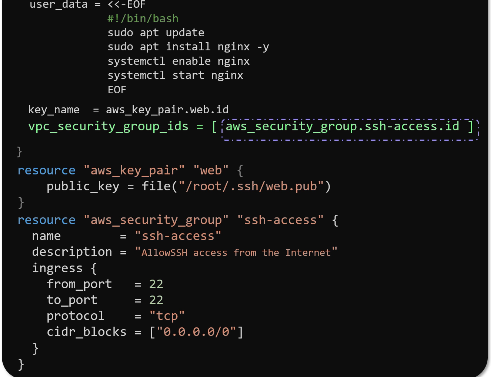 user_data = <<-EOF
#!/bin/bash
sudo apt update
sudo apt install nginx -y
systemctl enable nginx
systemctl start nginx
EOF
key_name = aws_key_pair.web.id
vpc_security_group_ids = [ aws_security_group.ssh-access.id ]
}
resource "aws_key_pair" "web" {
public_key = file("/root/.ssh/web.pub")
}
resource "aws_security_group" "ssh-access" {
name = "ssh-access"
description = "AllowSSH access from the Internet"
ingress {
from_port = 22
to_port = 22
protocol = "tcp"
cidr_blocks = ["0.0.0.0/0"]
}
}